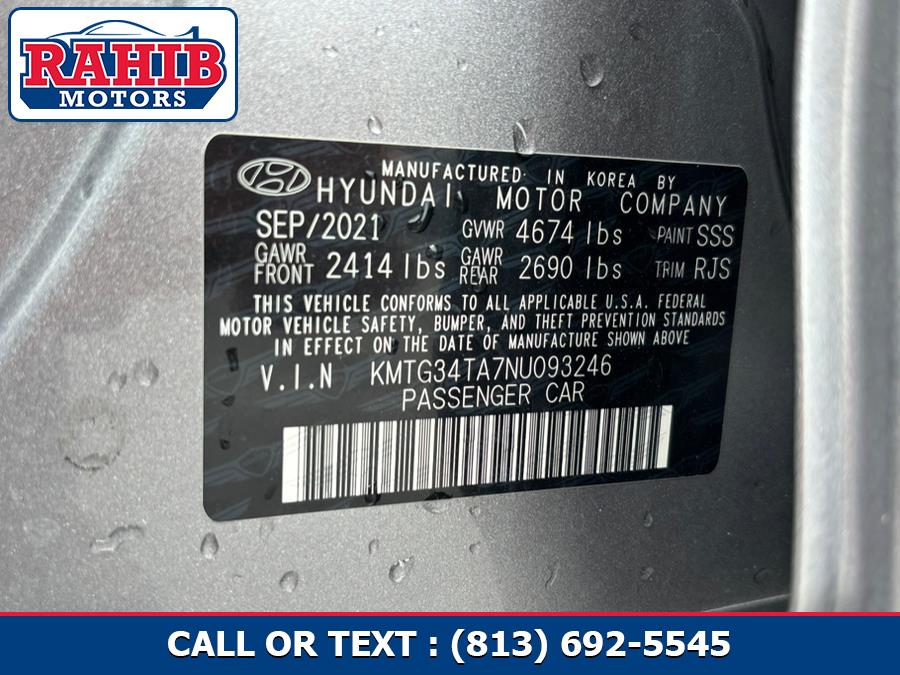 RAHIB
MOTORS
MANUFACTURED IN KOREA BY
HYUNDAI MOTOR COMPANY
SEP/2021 GVWR 4674 lbs PAINT SSS
GAWR FRONT 2414 lbs GAWR REAR 2690 lbs TRIM RJS
THIS VEHICLE CONFORMS TO ALL APPLICABLE U.S.A. FEDERAL
MOTOR VEHICLE SAFETY, BUMPER, AND THEFT PREVENTION STANDARDS
IN EFFECT ON THE DATE OF MANUFACTURE SHOWN ABOVE
V.I.N KMTG34TA7NU093246
PASSENGER CAR
CALL OR TEXT : (813) 692-5545